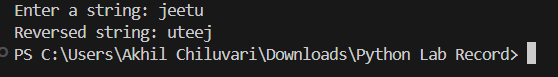 Enter a string: jeetu
Reversed string: uteej
PS C:\Users\Akhil Chiluvari\Downloads\Python Lab Record>